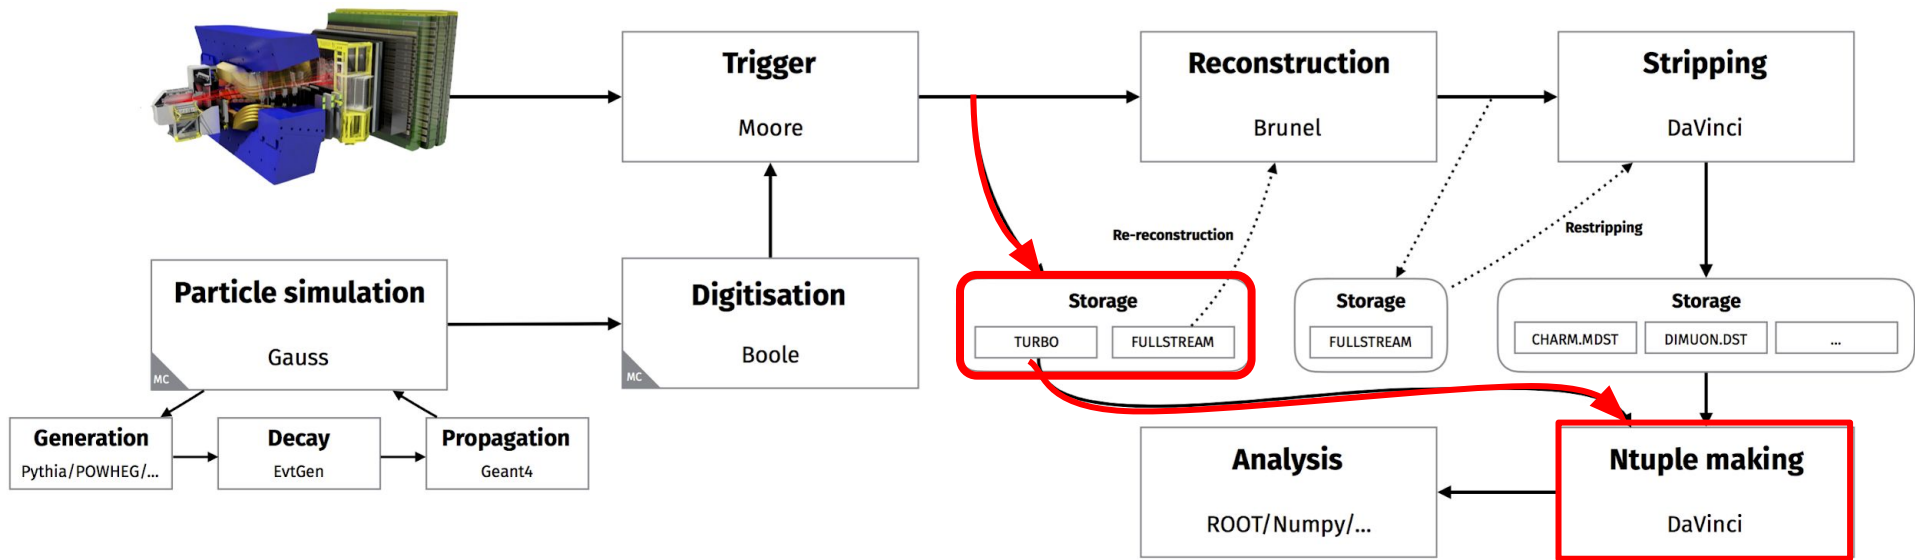 Trigger
Moore
Reconstruction
Brunel
Stripping
DaVinci
Re-reconstruction
Restripping
Particle simulation
Gauss
MC
Digitisation
Boole
MC
Storage
TURBO
FULLSTREAM
Storage
FULLSTREAM
Storage
CHARM.MDST
DIMUON.DST
...
Generation
Pythia/POWHEG/...
Decay
EvtGen
Propagation
Geant4
Analysis
ROOT/Numpy/...
Ntuple making
DaVinci